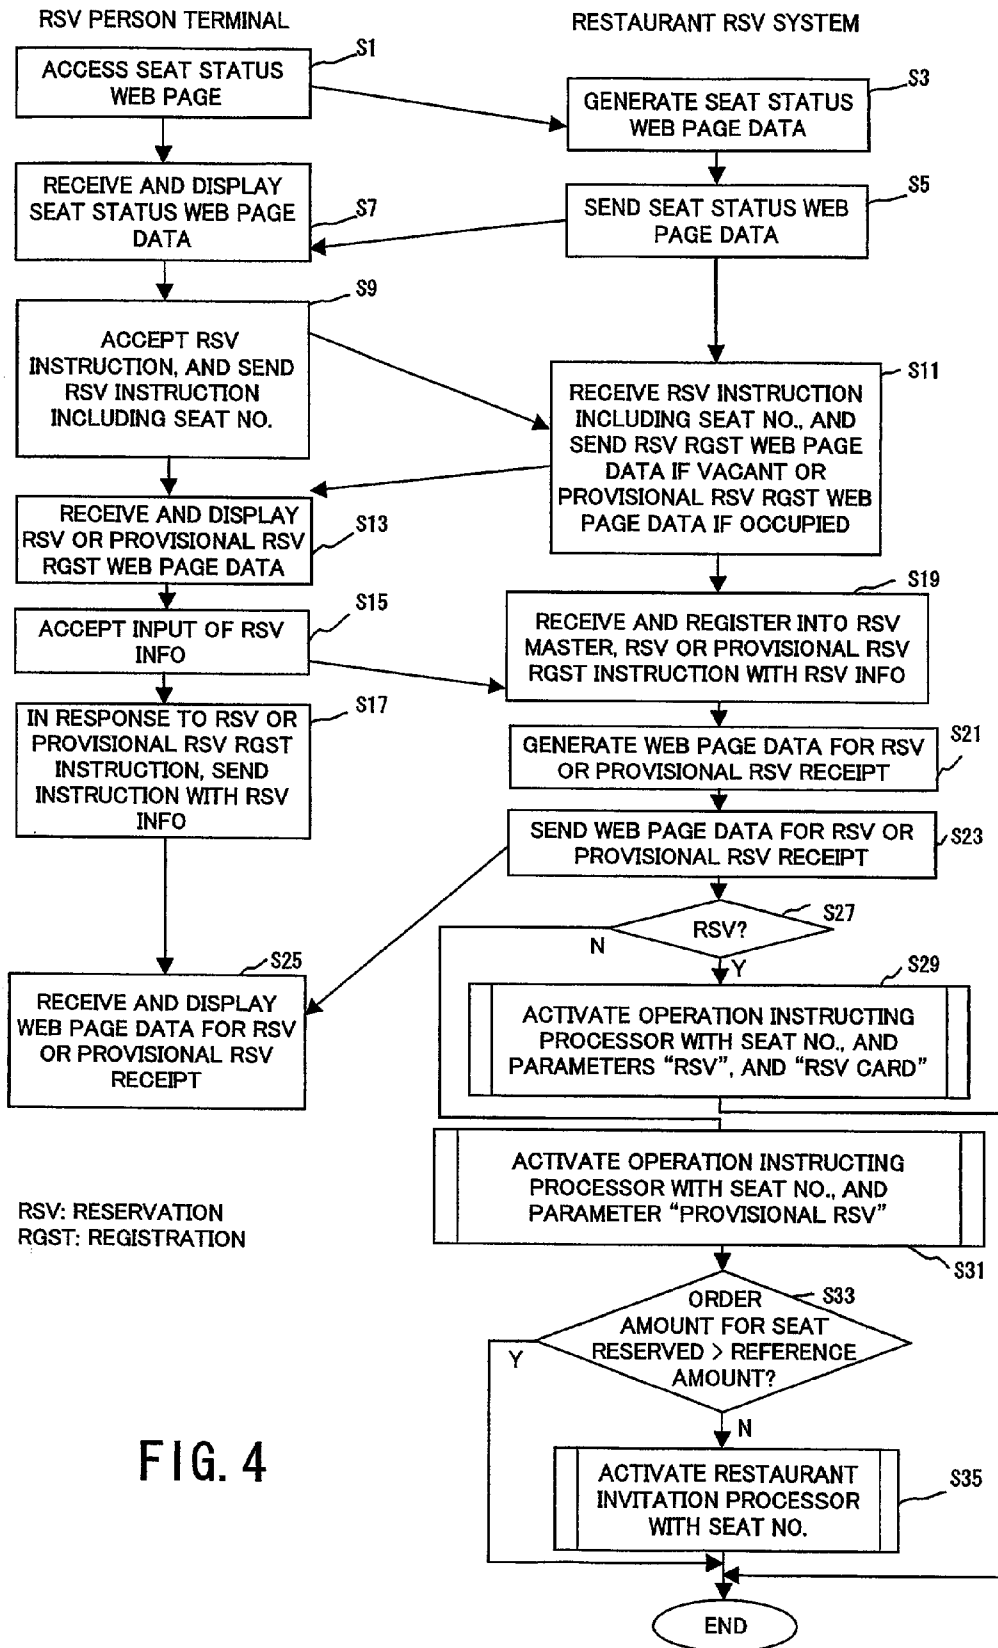 RSV PERSON TERMINAL
RESTAURANT RSV SYSTEM
S1
ACCESS SEAT STATUS
WEB PAGE
S3
GENERATE SEAT STATUS
WEB PAGE DATA
RECEIVE AND DISPLAY
SEAT STATUS WEB PAGE
DATA
S7
S5
SEND SEAT STATUS WEB
PAGE DATA
S9
ACCEPT RSV
INSTRUCTION, AND SEND
RSV INSTRUCTION
INCLUDING SEAT NO.
S11
RECEIVE RSV INSTRUCTION
INCLUDING SEAT NO., AND
SEND RSV RGST WEB PAGE
DATA IF VACANT OR
PROVISIONAL RSV RGST WEB
PAGE DATA IF OCCUPIED
RECEIVE AND DISPLAY
RSV OR PROVISIONAL RSV
RGST WEB PAGE DATA
S13
S15
ACCEPT INPUT OF RSV
INFO
S19
RECEIVE AND REGISTER INTO RSV
MASTER, RSV OR PROVISIONAL RSV
RGST INSTRUCTION WITH RSV INFO
S17
IN RESPONSE TO RSV OR
PROVISIONAL RSV RGST
INSTRUCTION, SEND
INSTRUCTION WITH RSV
INFO
S21
GENERATE WEB PAGE DATA FOR RSV
OR PROVISIONAL RSV RECEIPT
SEND WEB PAGE DATA FOR RSV OR
PROVISIONAL RSV RECEIPT
S23
S27
RSV?
N
Y
S25
RECEIVE AND DISPLAY
WEB PAGE DATA FOR RSV
OR PROVISIONAL RSV
RECEIPT
S29
ACTIVATE OPERATION INSTRUCTING
PROCESSOR WITH SEAT NO., AND
PARAMETERS “RSV”, AND “RSV CARD”
ACTIVATE OPERATION INSTRUCTING
PROCESSOR WITH SEAT NO., AND
PARAMETER “PROVISIONAL RSV”
S31
RSV: RESERVATION
RGST: REGISTRATION
S33
ORDER
AMOUNT FOR SEAT
RESERVED > REFERENCE
AMOUNT?
Y
N
FIG. 4
ACTIVATE RESTAURANT
INVITATION PROCESSOR
WITH SEAT NO.
S35
END